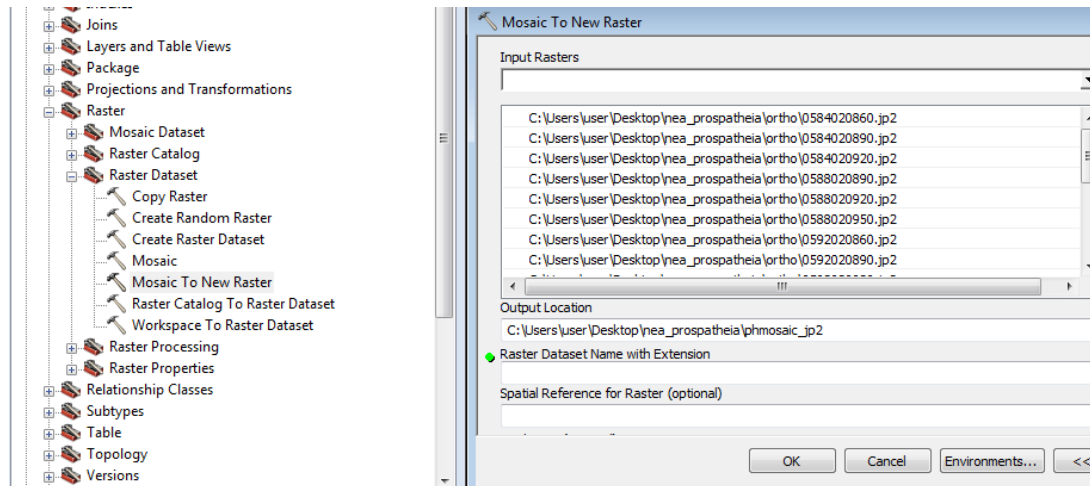 Joins
Layers and Table Views
Package
Projections and Transformations
Raster
Mosaic Dataset
Raster Catalog
Raster Dataset
Copy Raster
Create Random Raster
Create Raster Dataset
Mosaic
Mosaic To New Raster
Raster Catalog To Raster Dataset
Workspace To Raster Dataset
Raster Processing
Raster Properties
Relationship Classes
Subtypes
Table
Topology
Versions
Mosaic To New Raster
Input Rasters
C:\Users\user\Desktop\nea_prospatheia\ortho\0584020860.jp2
C:\Users\user\Desktop\nea_prospatheia\ortho\0584020890.jp2
C:\Users\user\Desktop\nea_prospatheia\ortho\0584020920.jp2
C:\Users\user\Desktop\nea_prospatheia\ortho\0588020890.jp2
C:\Users\user\Desktop\nea_prospatheia\ortho\0588020920.jp2
C:\Users\user\Desktop\nea_prospatheia\ortho\0588020950.jp2
C:\Users\user\Desktop\nea_prospatheia\ortho\0592020860.jp2
C:\Users\user\Desktop\nea_prospatheia\ortho\0592020890.jp2
Output Location
C:\Users\user\Desktop\nea_prospatheia\phmosaic_jp2
Raster Dataset Name with Extension
Spatial Reference for Raster (optional)
OK Cancel Environments... <<